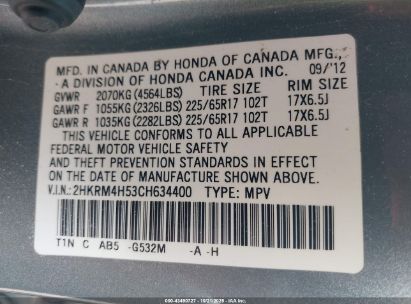 MFD. IN CANADA BY HONDA OF CANADA MFG.,
- A DIVISION OF HONDA CANADA INC. 09/'12
GVWR 2070KG (4564LBS) TIRE SIZE RIM SIZE
GAWR F 1055KG (2326LBS) 225/65R17 102T 17X6.5J
GAWR R 1035KG (2282LBS) 225/65R17 102T 17X6.5J
THIS VEHICLE CONFORMS TO ALL APPLICABLE
FEDERAL MOTOR VEHICLE SAFETY
AND THEFT PREVENTION STANDARDS IN EFFECT ON
THE DATE OF MANUFACTURE SHOWN ABOVE.
V.I.N.: 2HKRM4H53CH634400 TYPE: MPV
T1N C AB5 -G532M -A -H